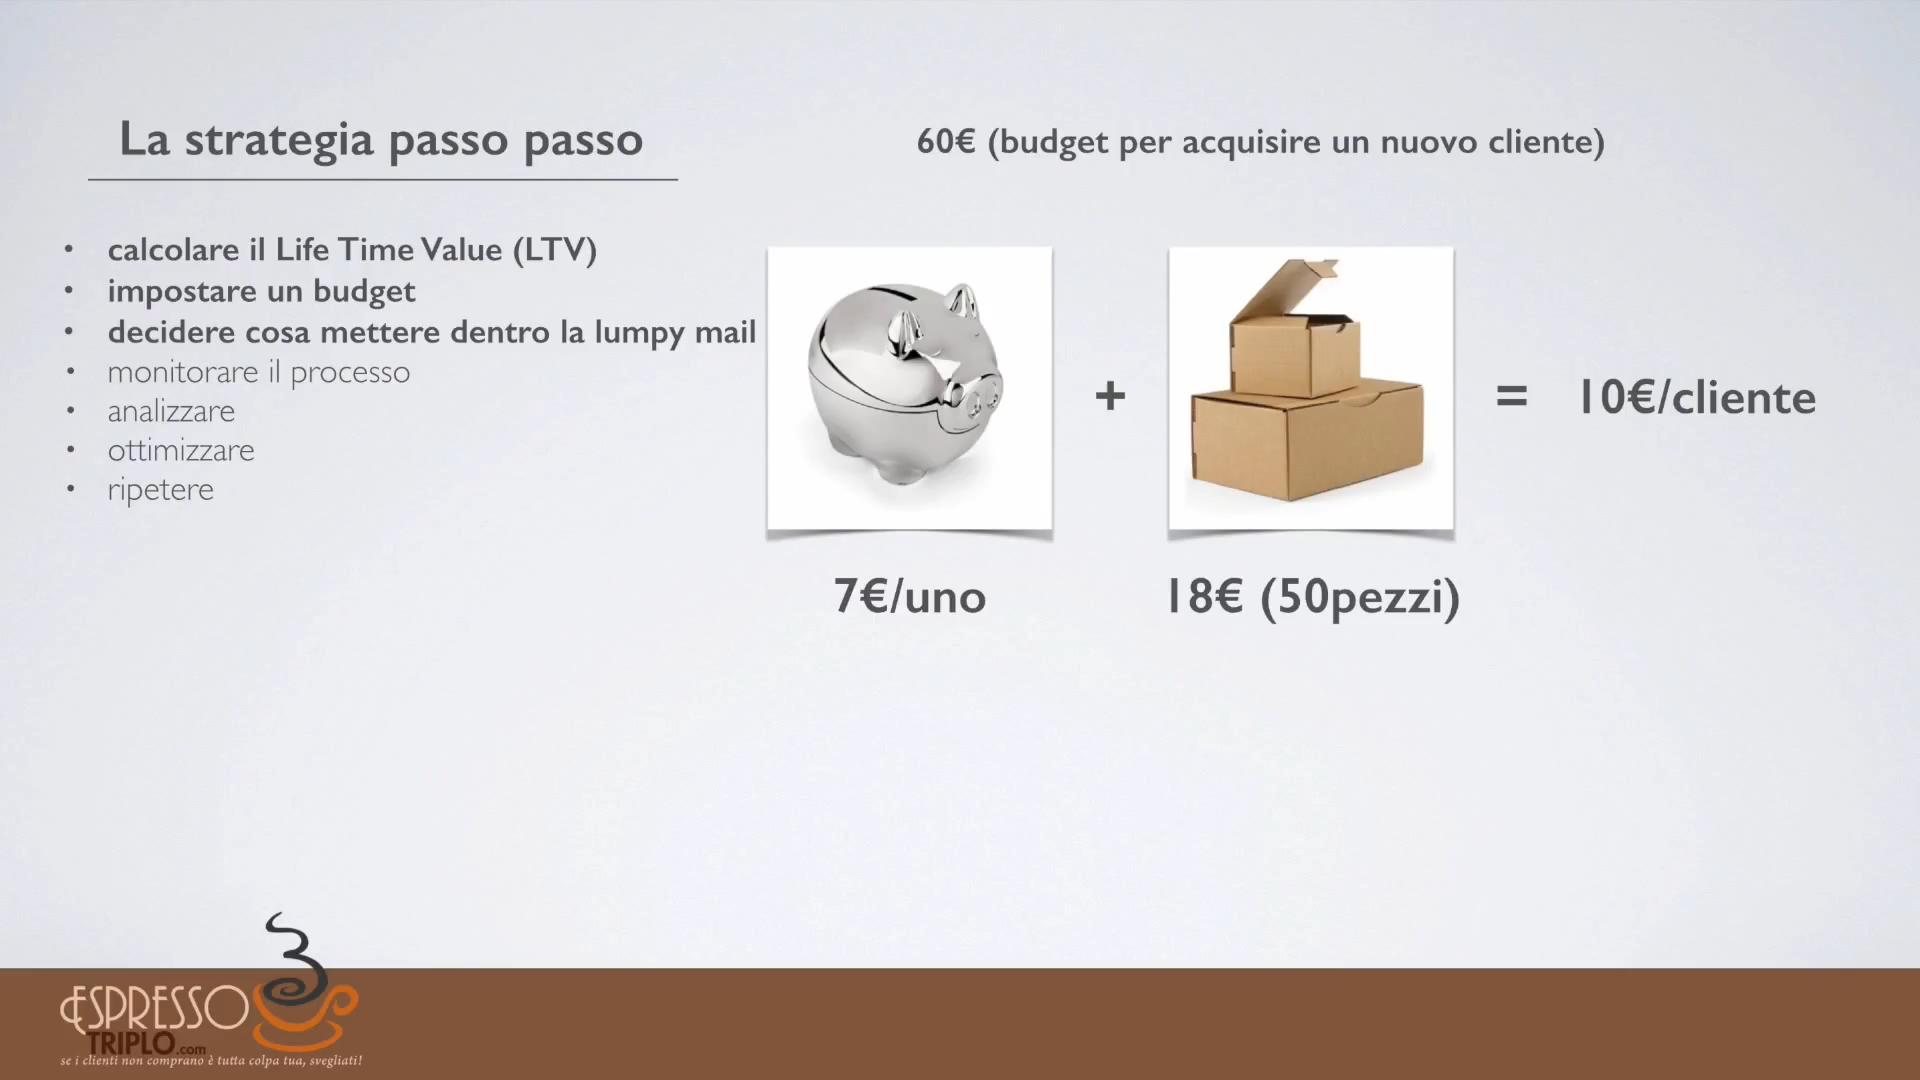 La strategia passo passo
60€ (budget per acquisire un nuovo cliente)
• calcolare il Life Time Value (LTV)
• impostare un budget
• decidere cosa mettere dentro la lumpy mail
• monitorare il processo
• analizzare
• ottimizzare
• ripetere
+
= 10€/cliente
7€/uno
18€ (50pezzi)
3
ESPRESSO
TRIPLO.com
se i clienti non comprano è tutta colpa tua, svegliati!